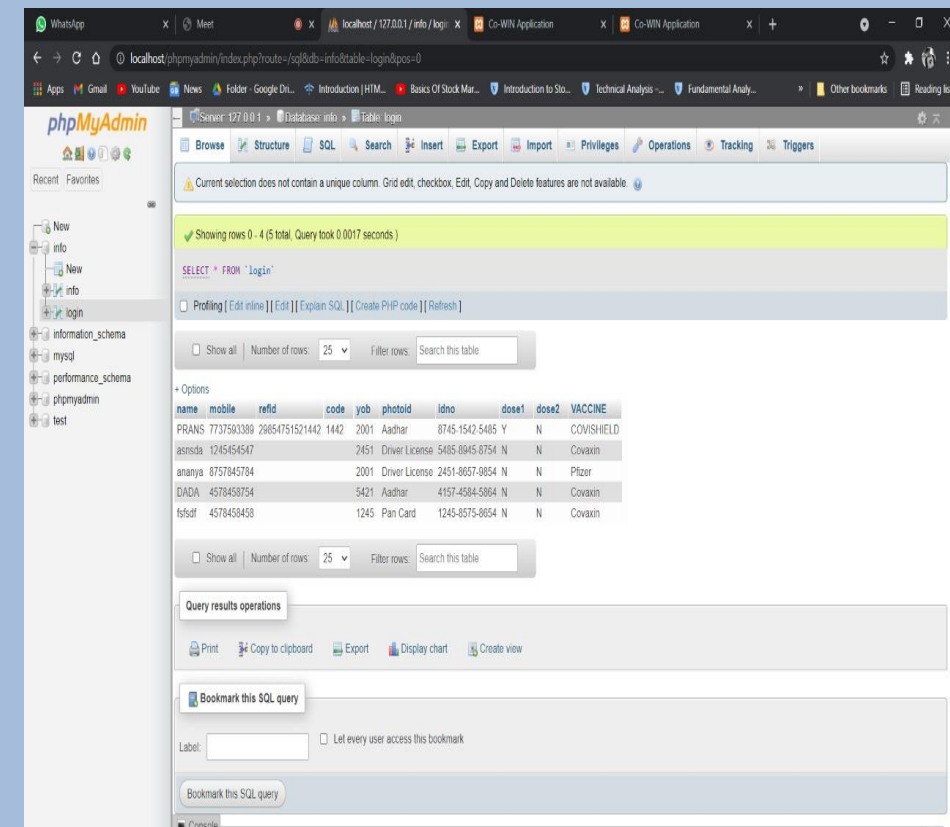 WhatsApp Meet localhost / 127.0.0.1 / info / login Co-WIN Application Co-WIN Application
localhost/phpmyadmin/index.php?route=/sql&db=info&table=login&pos=0
Apps Gmail YouTube News Folder - Google Dri... Introduction | HTM... Basics Of Stock Mar... Introduction to Sto... Technical Analysis -... Fundamental Analy... » Other bookmarks Reading lis
phpMyAdmin
Recent Favorites
New
info
New
info
login
information_schema
mysql
performance_schema
phpmyadmin
test
Server: 127.0.0.1 » Database: info » Table: login
Browse Structure SQL Search Insert Export Import Privileges Operations Tracking Triggers
Current selection does not contain a unique column. Grid edit, checkbox, Edit, Copy and Delete features are not available.
Showing rows 0 - 4 (5 total, Query took 0.0017 seconds.)
SELECT * FROM `login`
Profiling [ Edit inline ] [ Edit ] [ Explain SQL ] [ Create PHP code ] [ Refresh ]
Show all | Number of rows: 25 Filter rows: Search this table
+ Options
name mobile refid code yob photoid idno dose1 dose2 VACCINE
PRANS 7737593389 29854751521442 1442 2001 Aadhar 8745-1542-5485 Y N COVISHIELD
asnsda 1245454547 2451 Driver License 5485-8945-8754 N N Covaxin
ananya 8757845784 2001 Driver License 2451-8657-9854 N N Pfizer
DADA 4578458754 5421 Aadhar 4157-4584-5864 N N Covaxin
fsfsdf 4578458458 1245 Pan Card 1245-8575-8654 N N Covaxin
Show all | Number of rows: 25 Filter rows: Search this table
Query results operations
Print Copy to clipboard Export Display chart Create view
Bookmark this SQL query
Label: Let every user access this bookmark
Bookmark this SQL query
Console